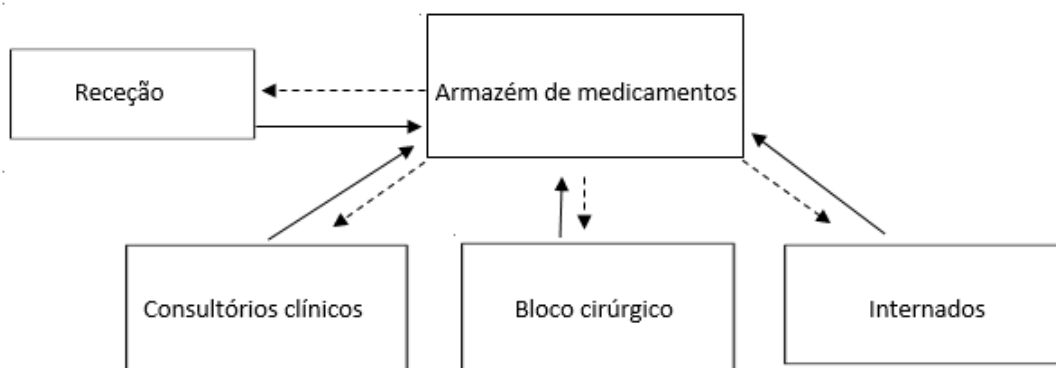 Receção
Armazém de medicamentos
Consultórios clínicos
Bloco cirúrgico
Internados